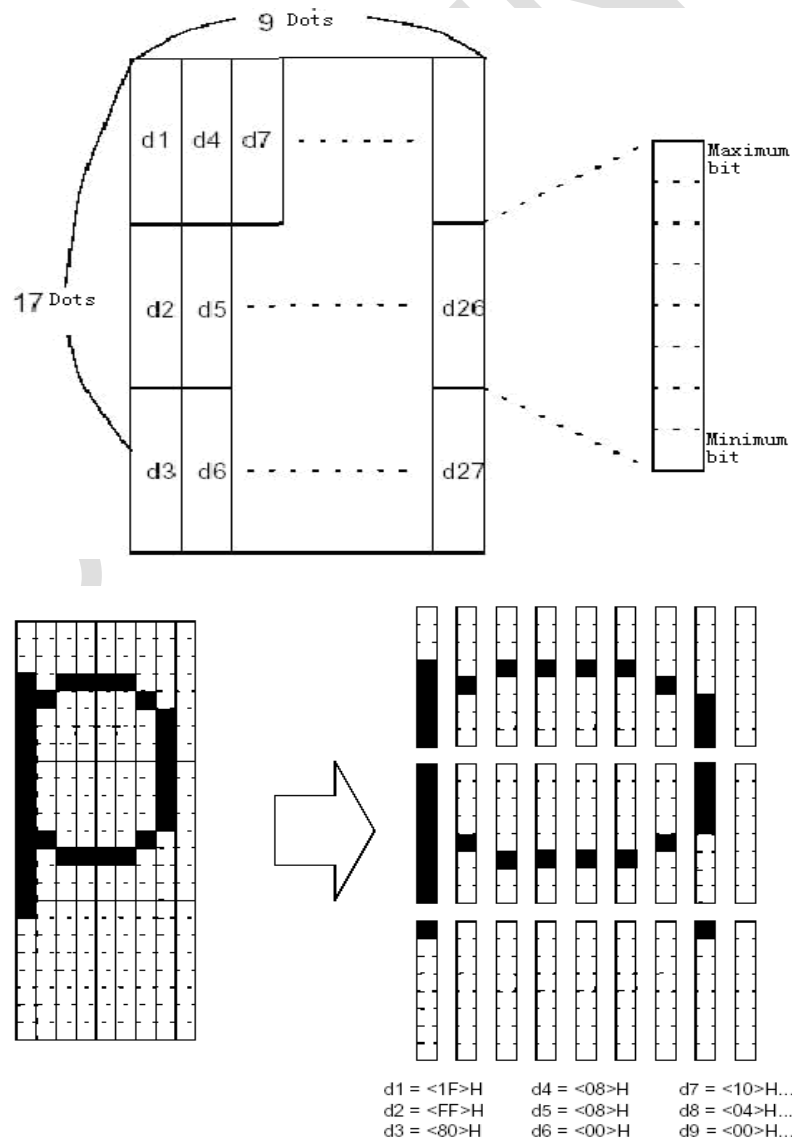 9 Dots
d1 d4 d7
Maximum
bit
17 Dots
d2 d5 d26
d3 d6 d27
Minimum
bit
d1 = <1F>H d4 = <08>H d7 = <10>H...
d2 = <FF>H d5 = <08>H d8 = <04>H...
d3 = <80>H d6 = <00>H d9 = <00>H...